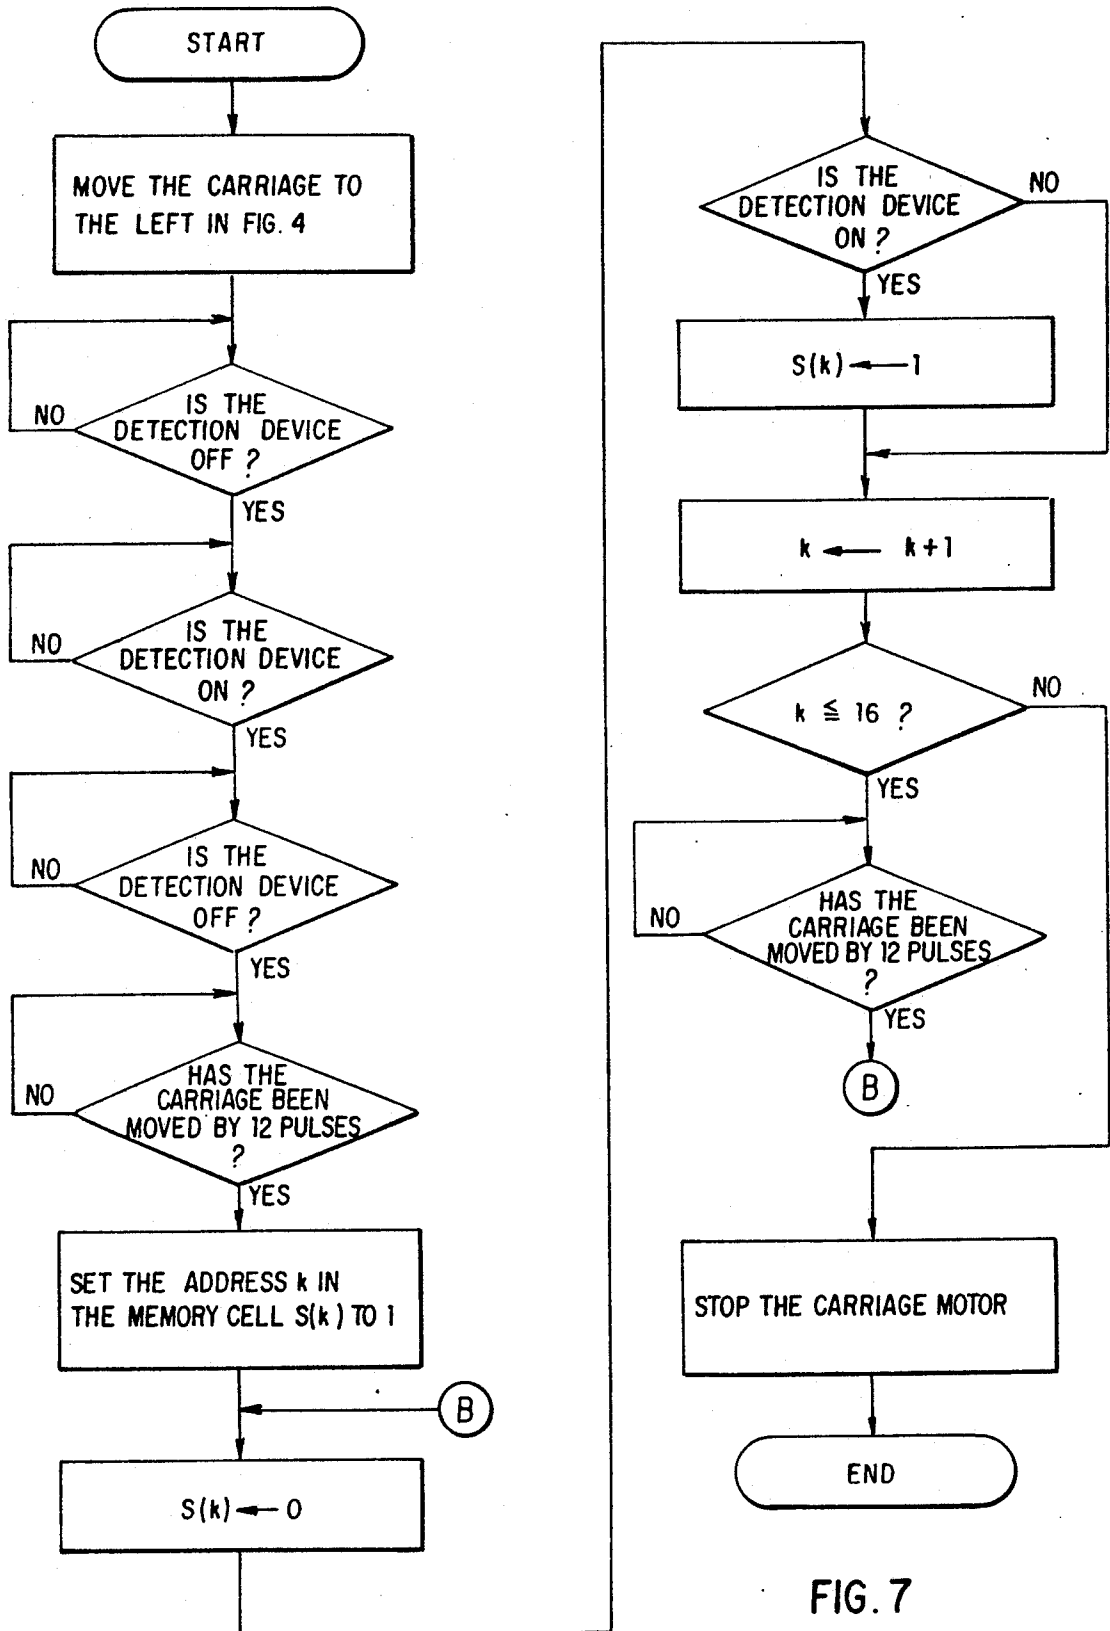 START
MOVE THE CARRIAGE TO
THE LEFT IN FIG. 4
IS THE
DETECTION DEVICE
OFF ?
NO
YES
IS THE
DETECTION DEVICE
ON ?
NO
YES
IS THE
DETECTION DEVICE
OFF ?
NO
YES
HAS THE
CARRIAGE BEEN
MOVED BY 12 PULSES
?
NO
YES
SET THE ADDRESS k IN
THE MEMORY CELL S(k) TO 1
B
S(k) ← 0
IS THE
DETECTION DEVICE
ON ?
NO
YES
S(k) ← 1
k ← k+1
k ≦ 16 ?
NO
YES
HAS THE
CARRIAGE BEEN
MOVED BY 12 PULSES
?
NO
YES
B
STOP THE CARRIAGE MOTOR
END
FIG. 7